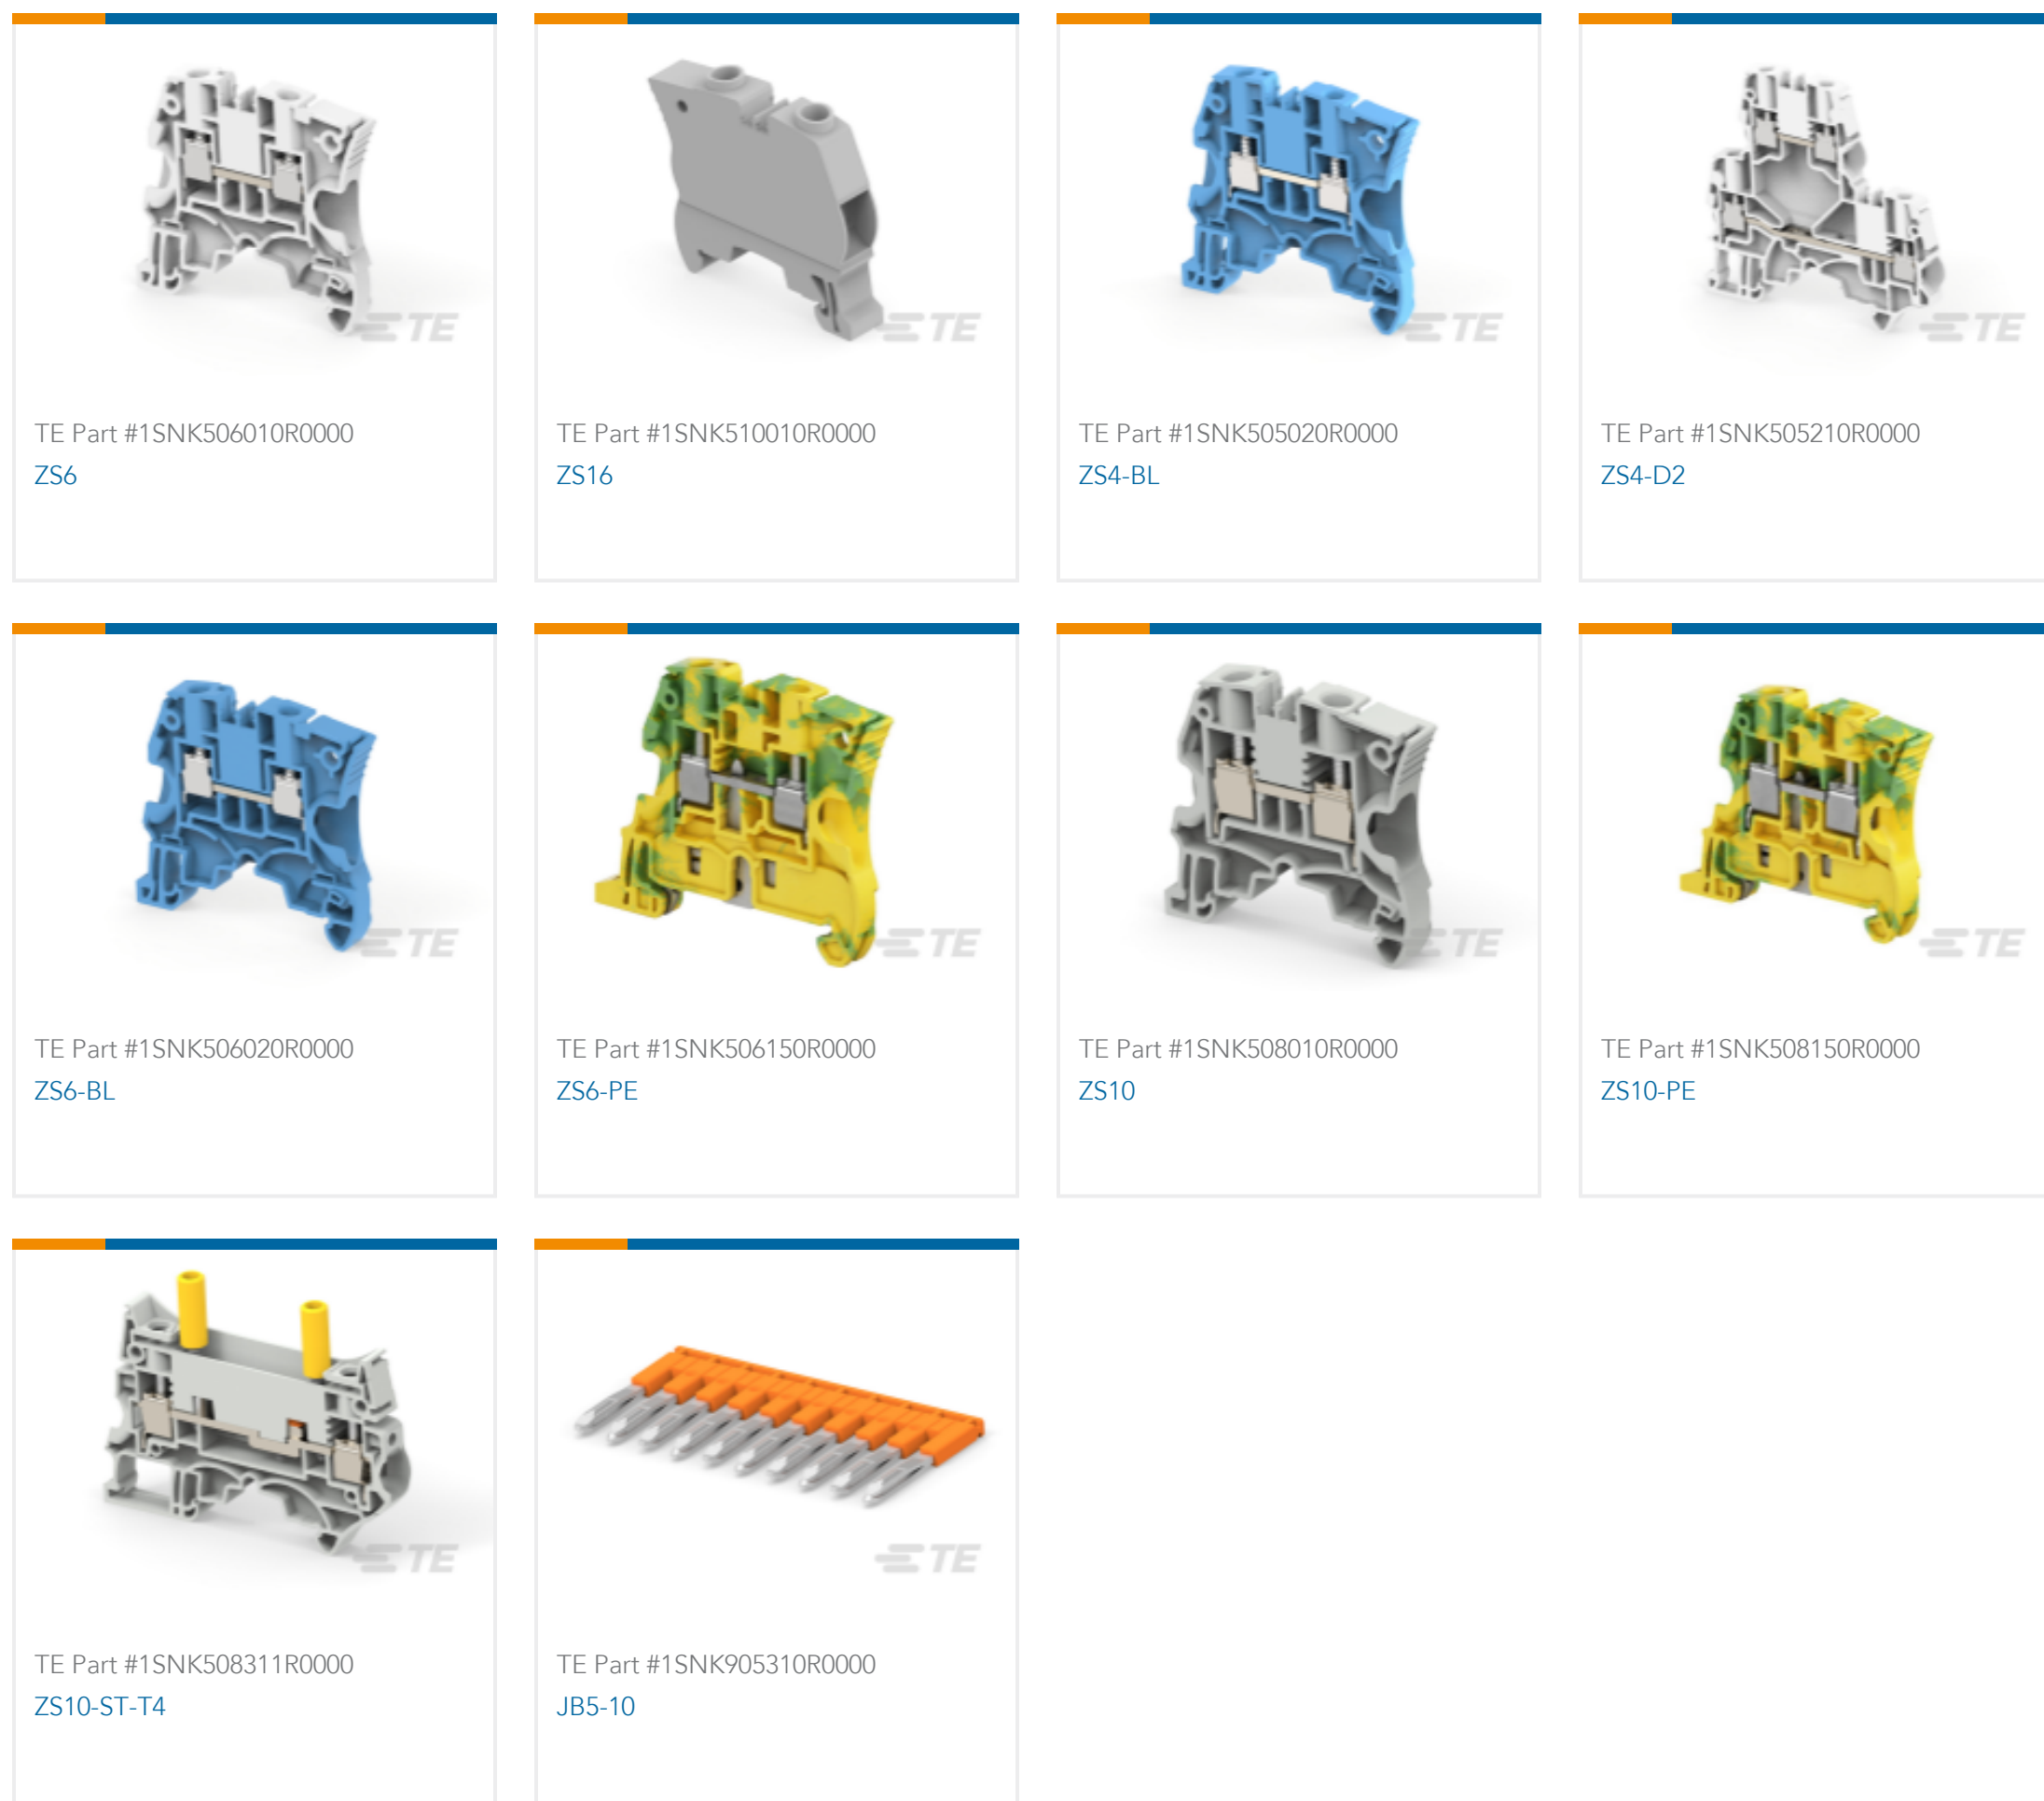 TE
TE Part #1SNK506010R0000
ZS6
TE
TE Part #1SNK510010R0000
ZS16
TE
TE Part #1SNK505020R0000
ZS4-BL
TE
TE Part #1SNK505210R0000
ZS4-D2
TE
TE Part #1SNK506020R0000
ZS6-BL
TE
TE Part #1SNK506150R0000
ZS6-PE
TE
TE Part #1SNK508010R0000
ZS10
TE
TE Part #1SNK508150R0000
ZS10-PE
TE
TE Part #1SNK508311R0000
ZS10-ST-T4
TE
TE Part #1SNK905310R0000
JB5-10